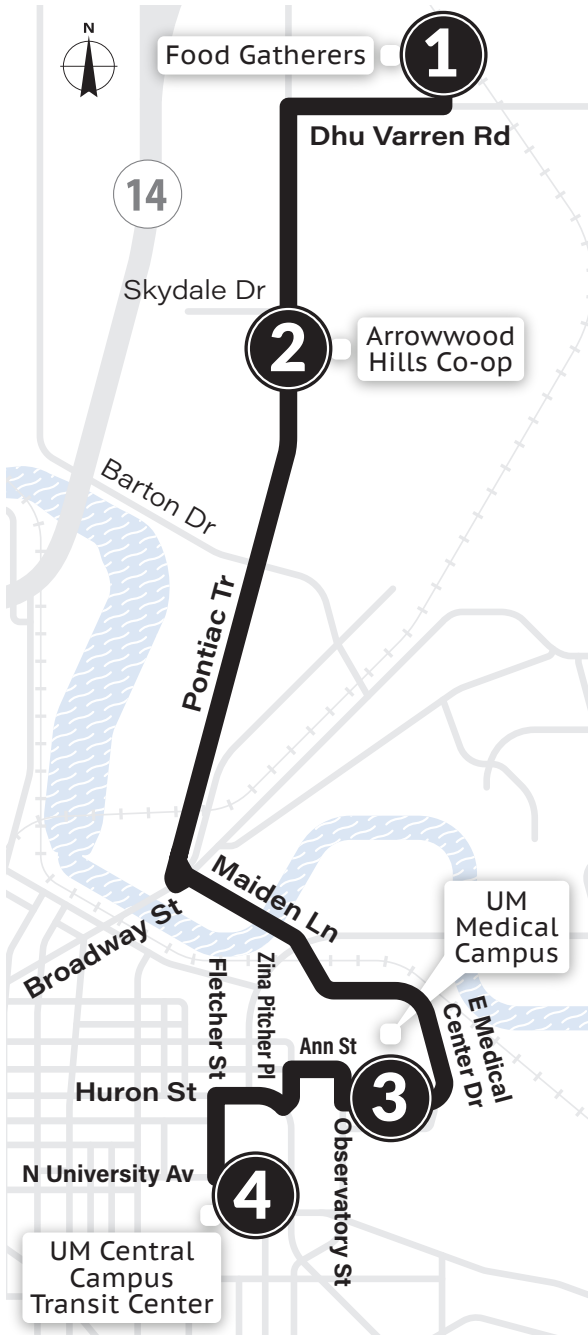 N
Food Gatherers
1
Dhu Varren Rd
14
Skydale Dr
2
Arrowwood
Hills Co-op
Barton Dr
Pontiac Tr
Maiden Ln
Broadway St
UM
Medical
Campus
Fletcher St
Zina Pitcher Pl
E Medical
Center Dr
Ann St
Huron St
3
Observatory St
N University Av
4
UM Central
Campus
Transit Center